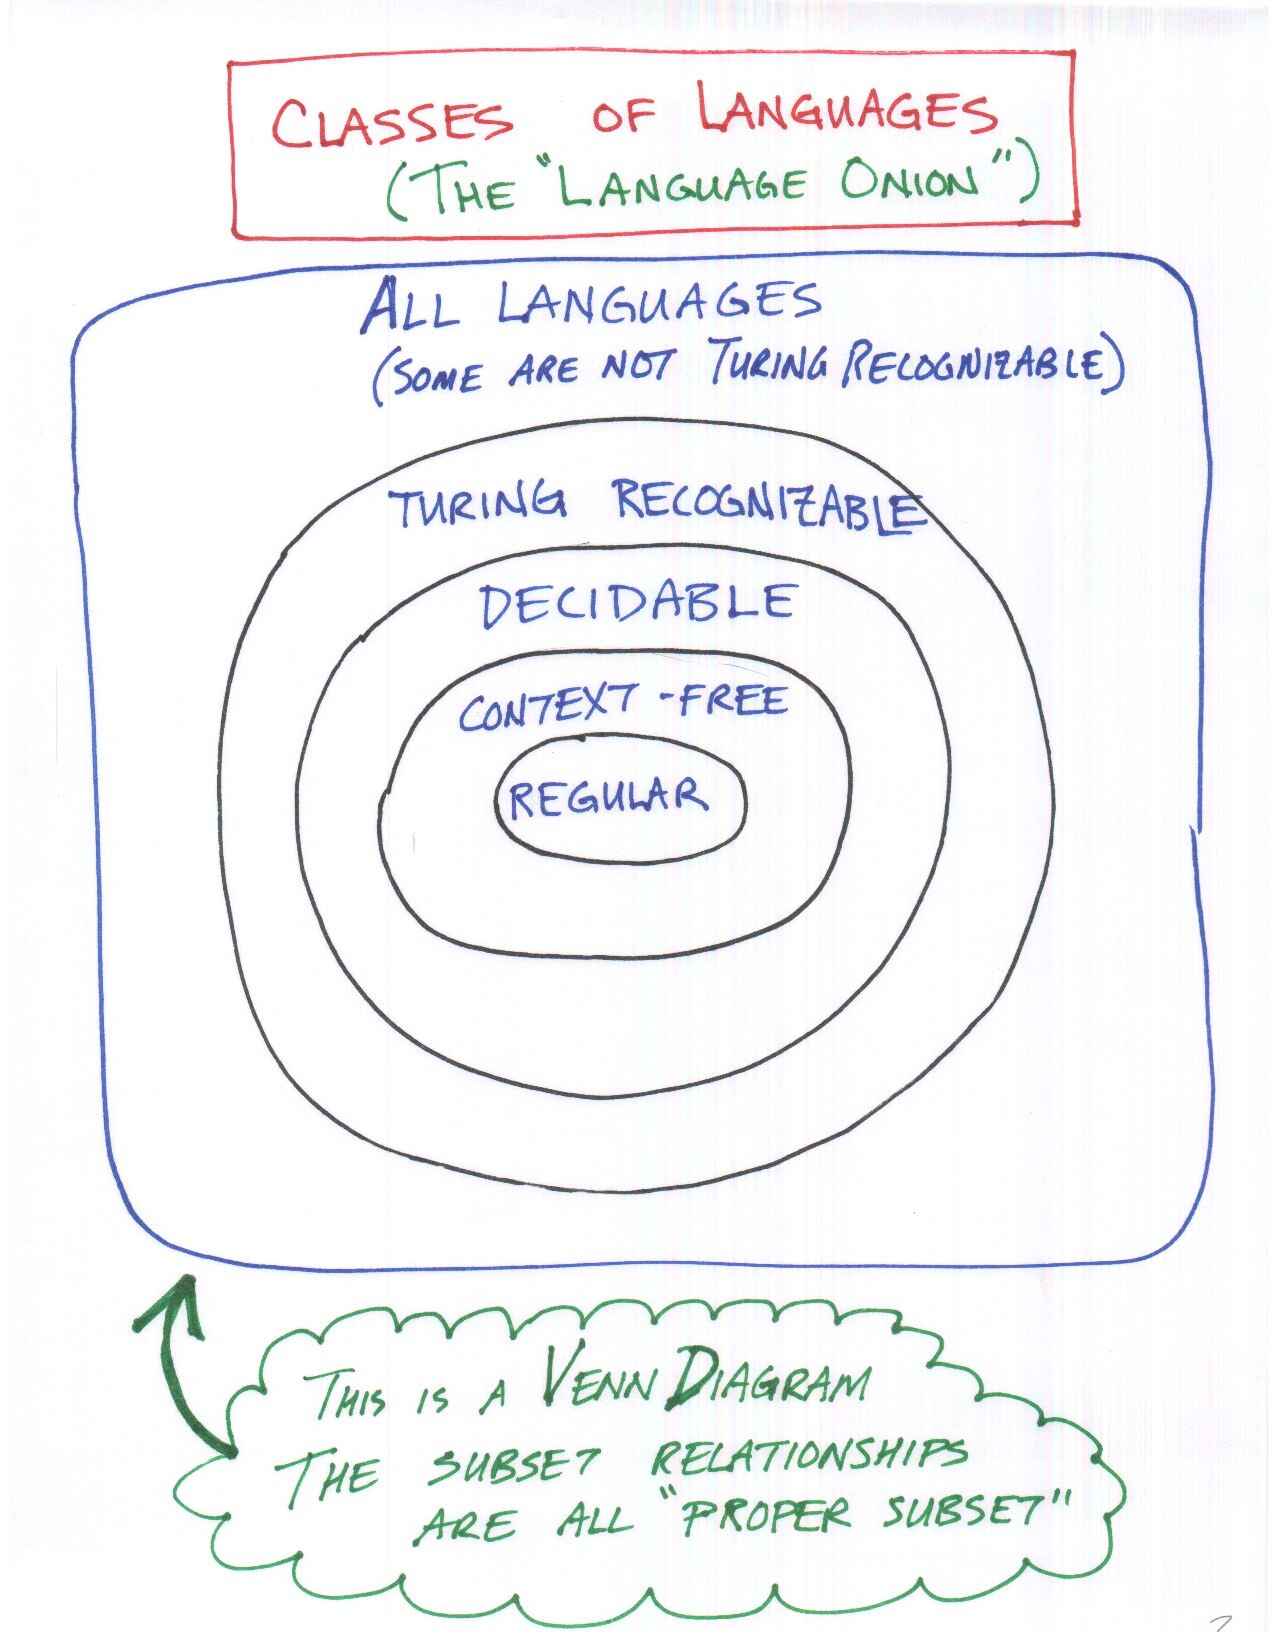 CLASSES OF LANGUAGES
(THE "LANGUAGE ONION")
ALL LANGUAGES
(SOME ARE NOT TURING RECOGNIZABLE)
TURING RECOGNIZABLE
DECIDABLE
CONTEXT-FREE
REGULAR
THIS IS A VENN DIAGRAM
THE SUBSET RELATIONSHIPS
ARE ALL "PROPER SUBSET"